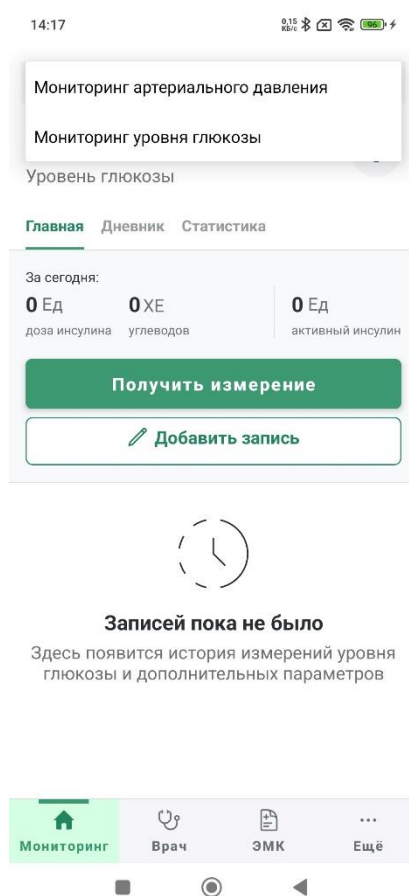 14:17
0,15
КБ/с
96
Мониторинг артериального давления
Мониторинг уровня глюкозы
Уровень глюкозы
Главная Дневник Статистика
За сегодня:
0 Ед 0 ХЕ 0 Ед
доза инсулина углеводов активный инсулин
Получить измерение
Добавить запись
Записей пока не было
Здесь появится история измерений уровня
глюкозы и дополнительных параметров
Мониторинг Врач ЭМК Ещё